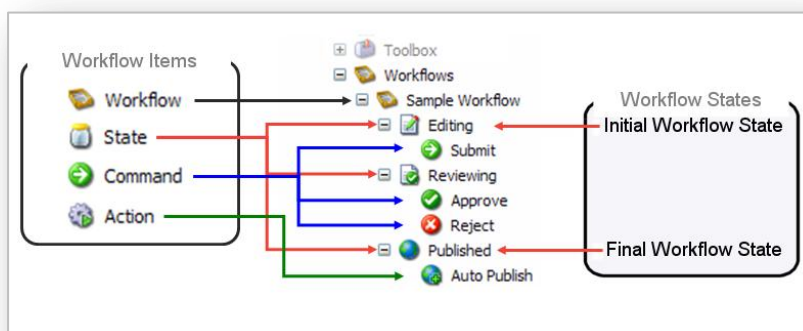 Workflow Items
Workflow
State
Command
Action
Toolbox
Workflows
Sample Workflow
Editing
Submit
Reviewing
Approve
Reject
Published
Auto Publish
Workflow States
Initial Workflow State
Final Workflow State